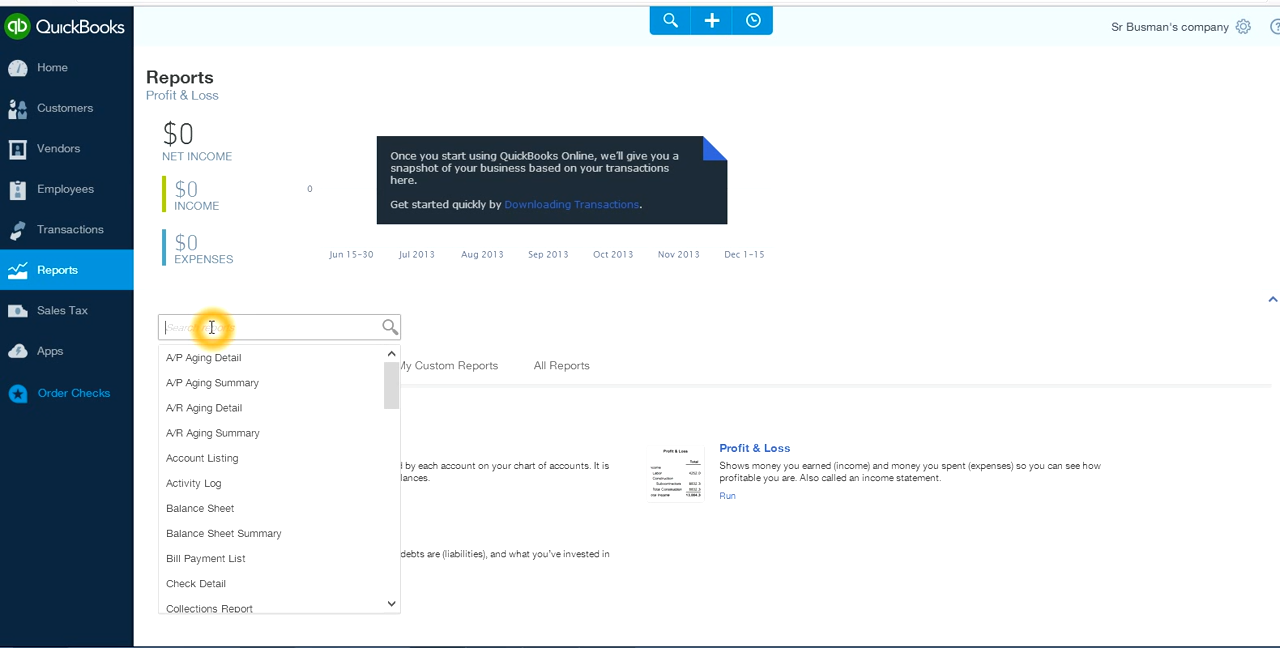 QuickBooks
Sr Busman's company
Home
Customers
Vendors
Employees
Transactions
Reports
Sales Tax
Apps
Order Checks
Reports
Profit & Loss
$0
NET INCOME
$0
INCOME
$0
EXPENSES
0
Once you start using QuickBooks Online, we'll give you a
snapshot of your business based on your transactions
here.
Get started quickly by Downloading Transactions.
Jun 15-30 Jul 2013 Aug 2013 Sep 2013 Oct 2013 Nov 2013 Dec 1-15
A/P Aging Detail
A/P Aging Summary
A/R Aging Detail
A/R Aging Summary
Account Listing
Activity Log
Balance Sheet
Balance Sheet Summary
Bill Payment List
Check Detail
Collections Report
My Custom Reports All Reports
d by each account on your chart of accounts. It is
lances.
debts are (liabilities), and what you've invested in
Profit & Loss
Total
Profit & Loss
Shows money you earned (income) and money you spent (expenses) so you can see how
profitable you are. Also called an income statement.
Run